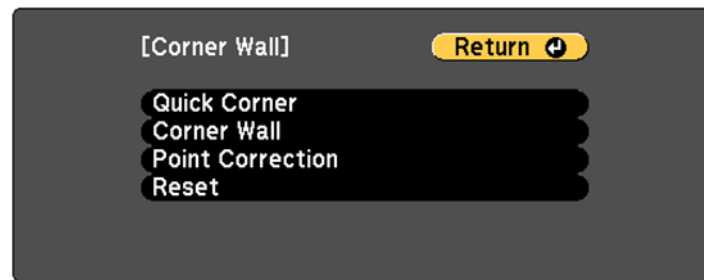 [Corner Wall] Return
Quick Corner
Corner Wall
Point Correction
Reset